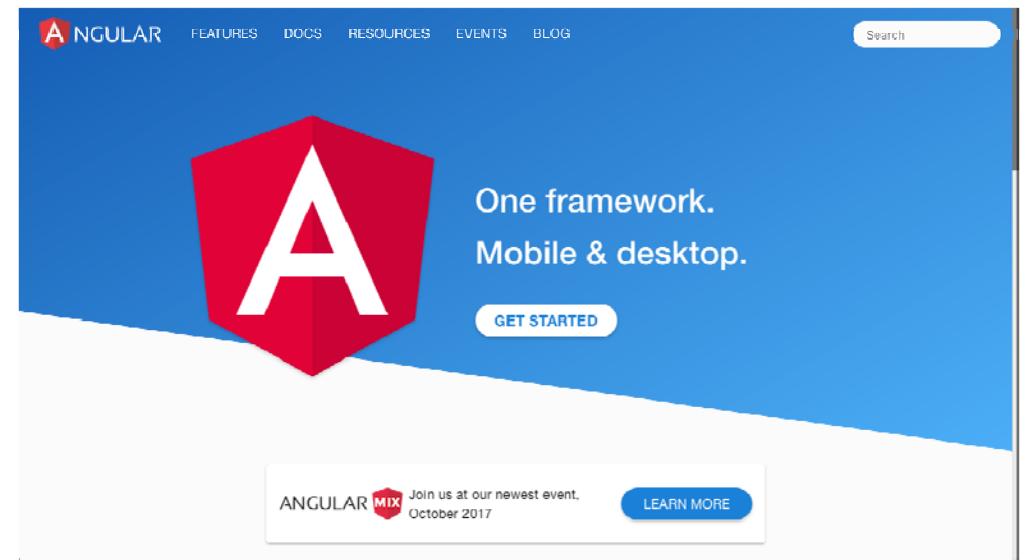 ANGULAR FEATURES DOCS RESOURCES EVENTS BLOG Search
One framework.
Mobile & desktop.
GET STARTED
ANGULAR MIX
Join us at our newest event,
October 2017
LEARN MORE